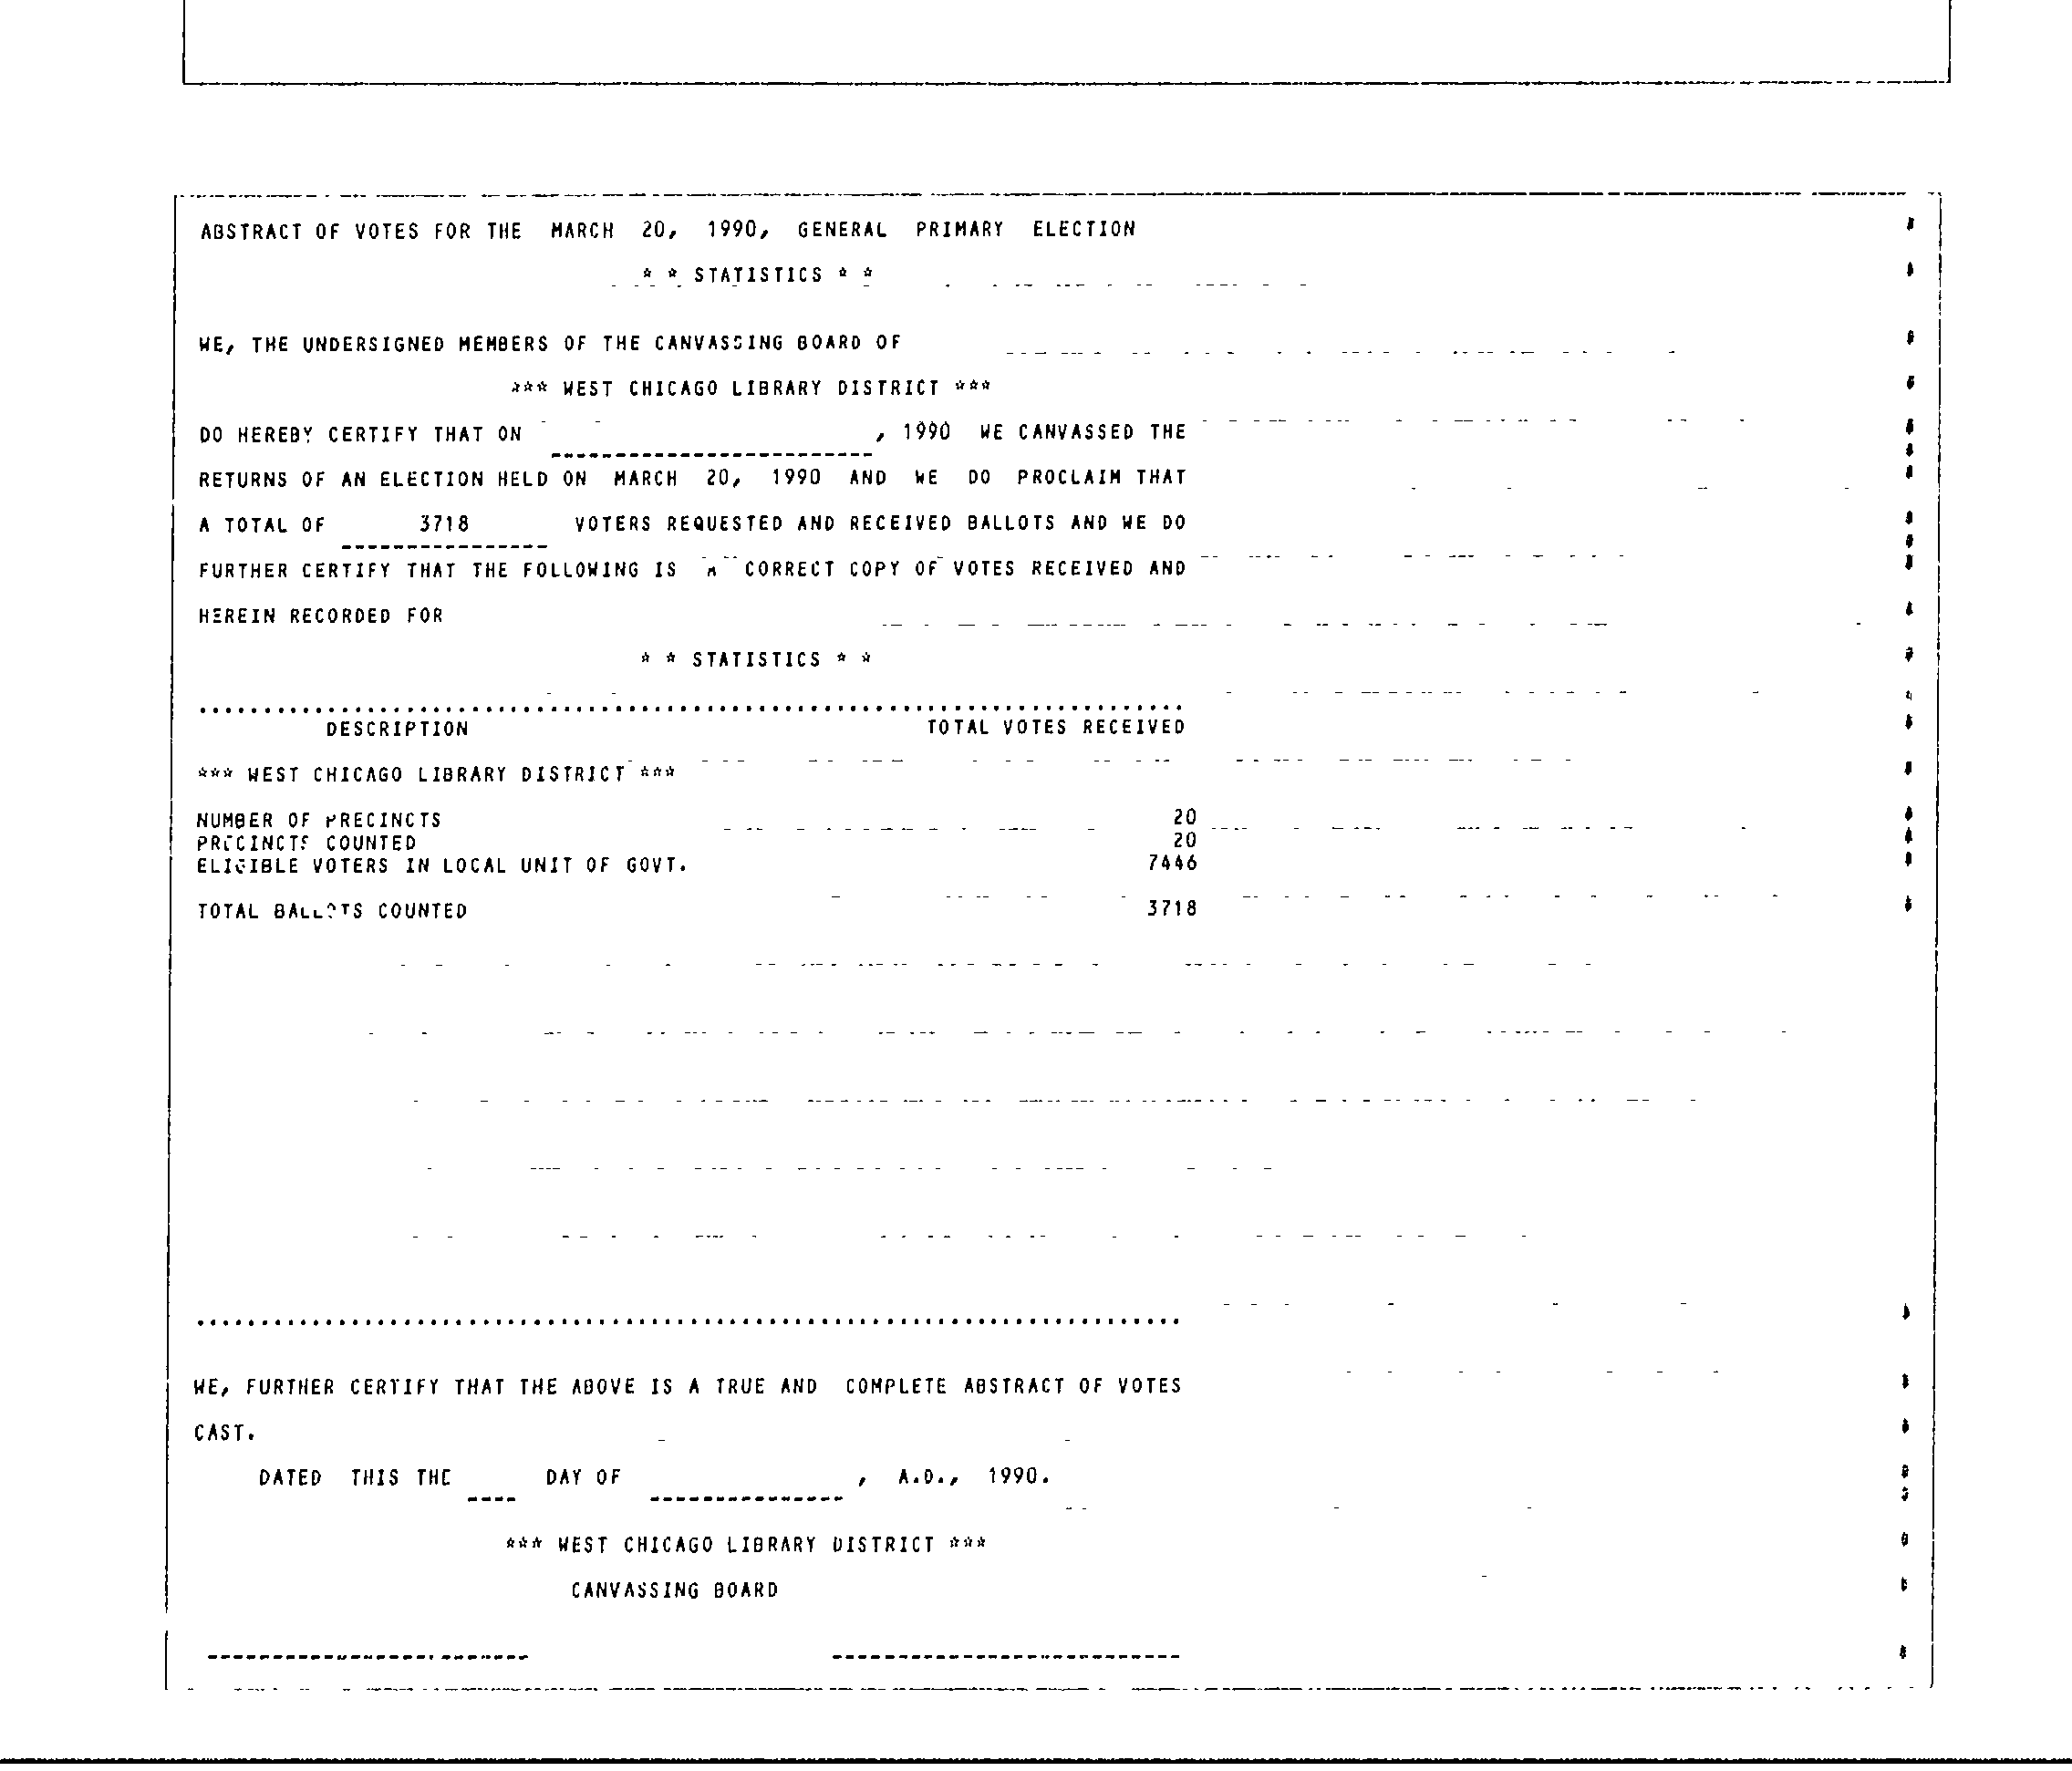 ABSTRACT OF VOTES FOR THE MARCH 20, 1990, GENERAL PRIMARY ELECTION
* * STATISTICS * *
WE, THE UNDERSIGNED MEMBERS OF THE CANVASSING BOARD OF
*** WEST CHICAGO LIBRARY DISTRICT ***
DO HEREBY CERTIFY THAT ON , 1990 WE CANVASSED THE
RETURNS OF AN ELECTION HELD ON MARCH 20, 1990 AND WE DO PROCLAIM THAT
A TOTAL OF 3718 VOTERS REQUESTED AND RECEIVED BALLOTS AND WE DO
FURTHER CERTIFY THAT THE FOLLOWING IS A CORRECT COPY OF VOTES RECEIVED AND
HEREIN RECORDED FOR
* * STATISTICS * *
DESCRIPTION TOTAL VOTES RECEIVED
*** WEST CHICAGO LIBRARY DISTRICT ***
NUMBER OF PRECINCTS 20
PRECINCTS COUNTED 20
ELIGIBLE VOTERS IN LOCAL UNIT OF GOVT. 7446
TOTAL BALLOTS COUNTED 3718
WE, FURTHER CERTIFY THAT THE ABOVE IS A TRUE AND COMPLETE ABSTRACT OF VOTES
CAST.
DATED THIS THE ---- DAY OF --------------- , A.D., 1990.
*** WEST CHICAGO LIBRARY DISTRICT ***
CANVASSING BOARD